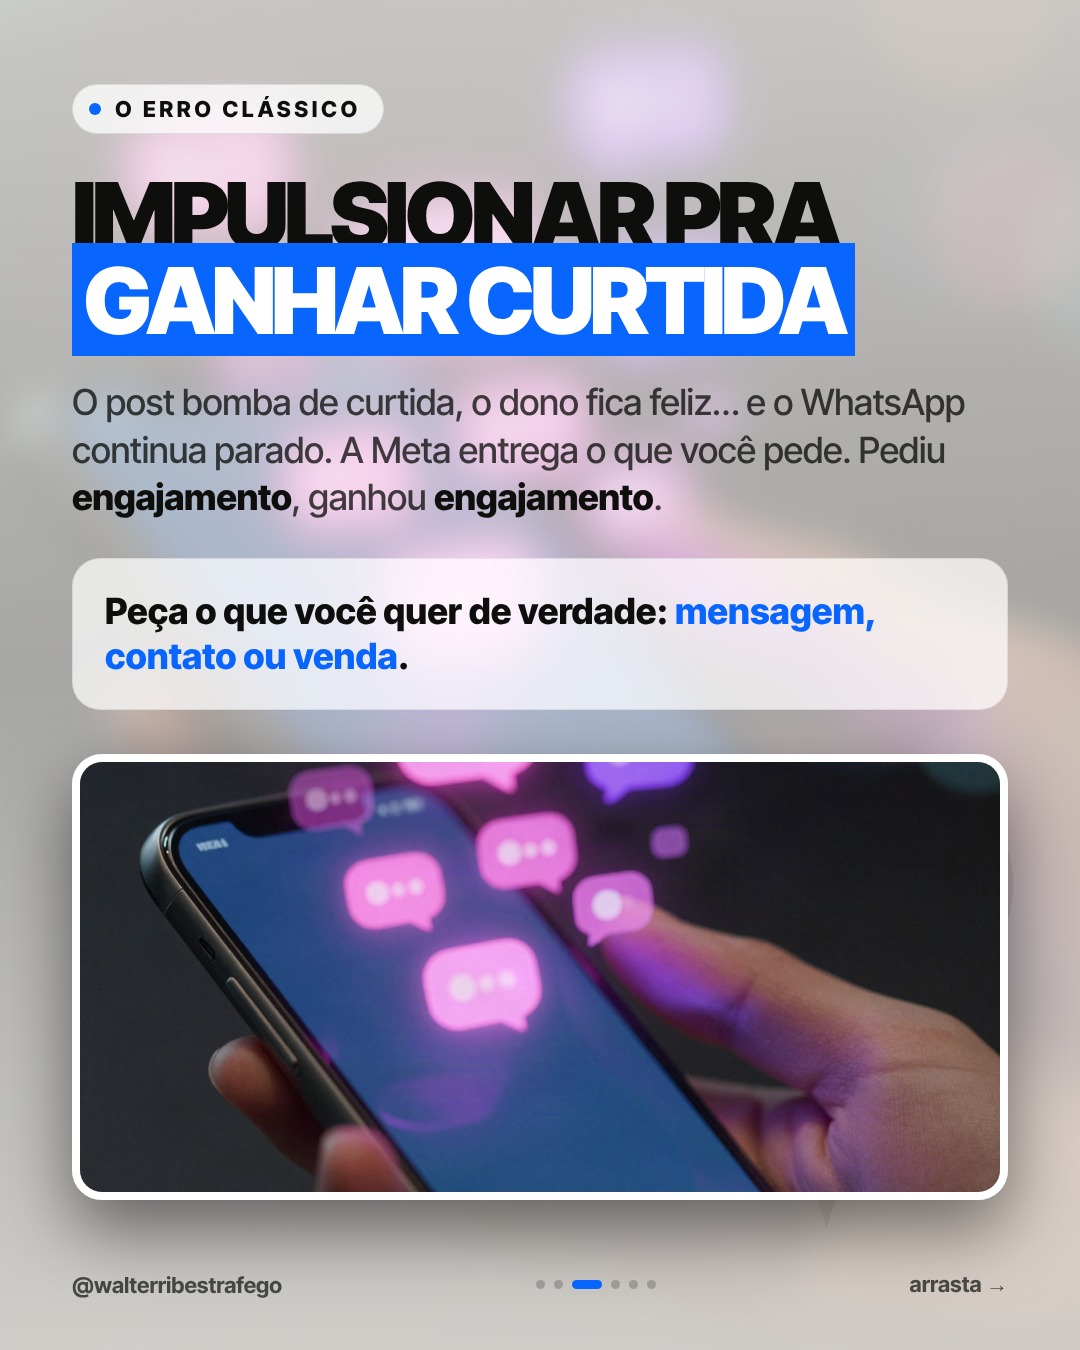 O ERRO CLÁSSICO
IMPULSIONAR PRA
GANHAR CURTIDA
O post bomba de curtida, o dono fica feliz... e o WhatsApp
continua parado. A Meta entrega o que você pede. Pediu
engajamento, ganhou engajamento.
Peça o que você quer de verdade: mensagem,
contato ou venda.
@walterribestrafego
arrasta →